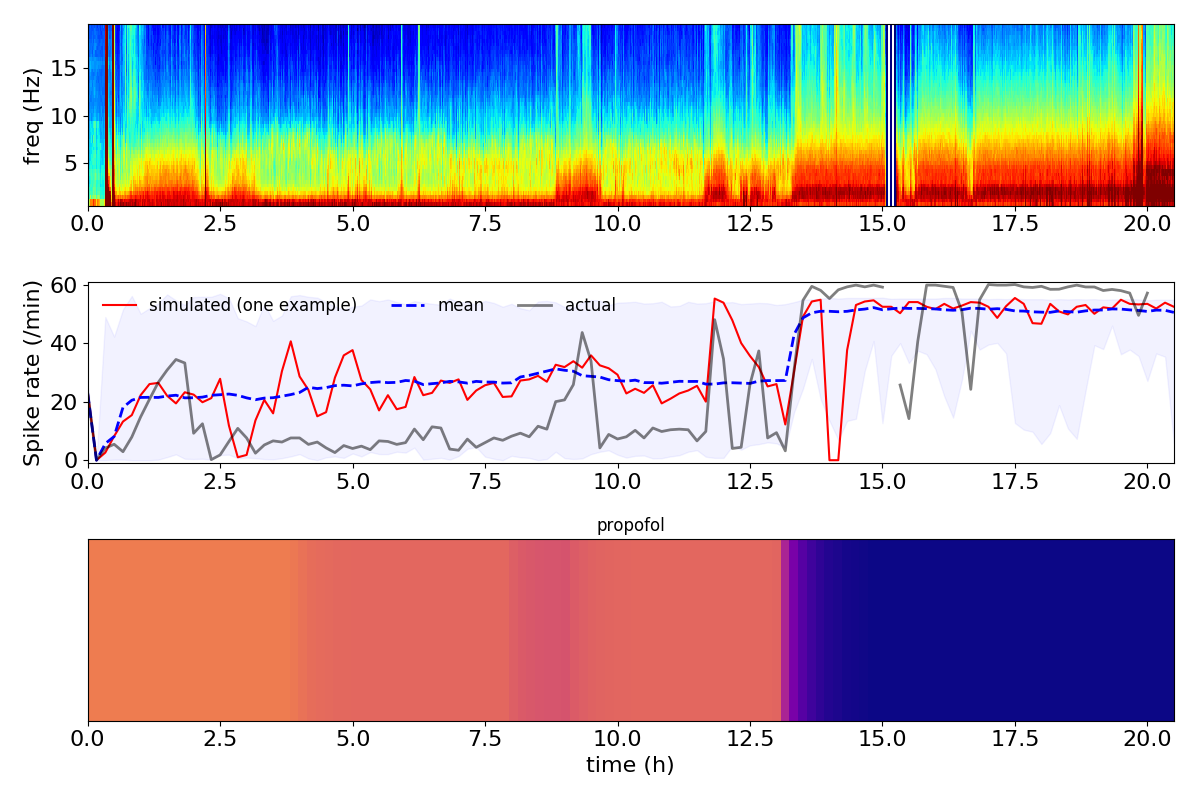 freq (Hz)
15
10
5
0.0 2.5 5.0 7.5 10.0 12.5 15.0 17.5 20.0
Spike rate (/min)
60
40
20
0
simulated (one example) mean actual
0.0 2.5 5.0 7.5 10.0 12.5 15.0 17.5 20.0
propofol
0.0 2.5 5.0 7.5 10.0 12.5 15.0 17.5 20.0
time (h)